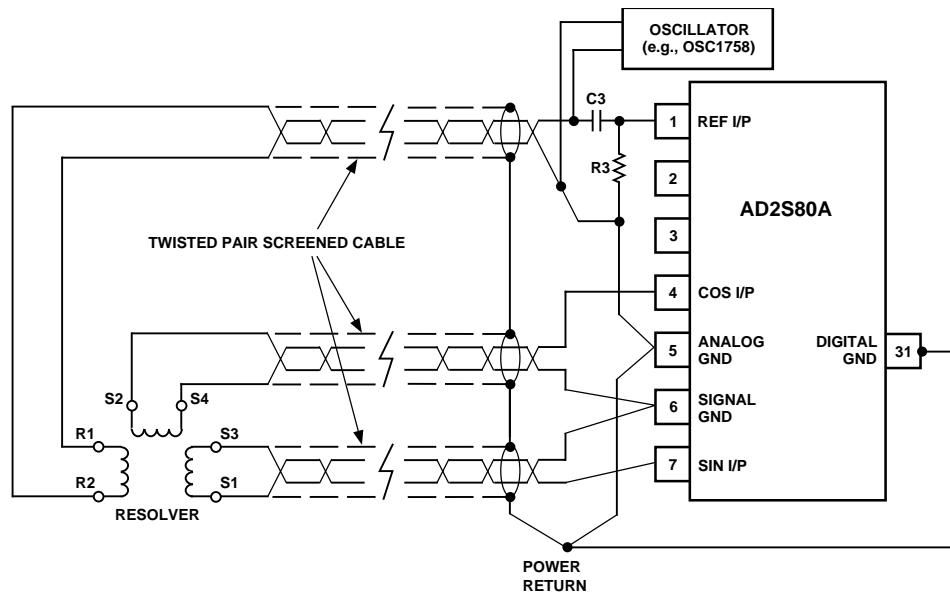 OSCILLATOR
(e.g., OSC1758)
C3
1
REF I/P
R3
2
AD2S80A
3
TWISTED PAIR SCREENED CABLE
4
COS I/P
5
ANALOG
GND
DIGITAL
GND
31
S2
S4
6
SIGNAL
GND
R1
S3
7
SIN I/P
R2
S1
RESOLVER
POWER
RETURN